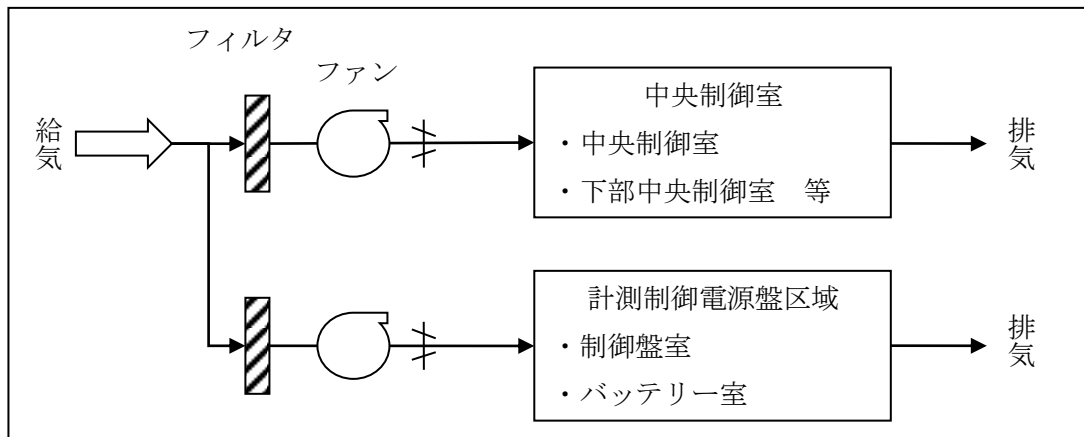 フィルタ
ファン
給気
中央制御室
・中央制御室
・下部中央制御室　等
排気
計測制御電源盤区域
・制御盤室
・バッテリー室
排気